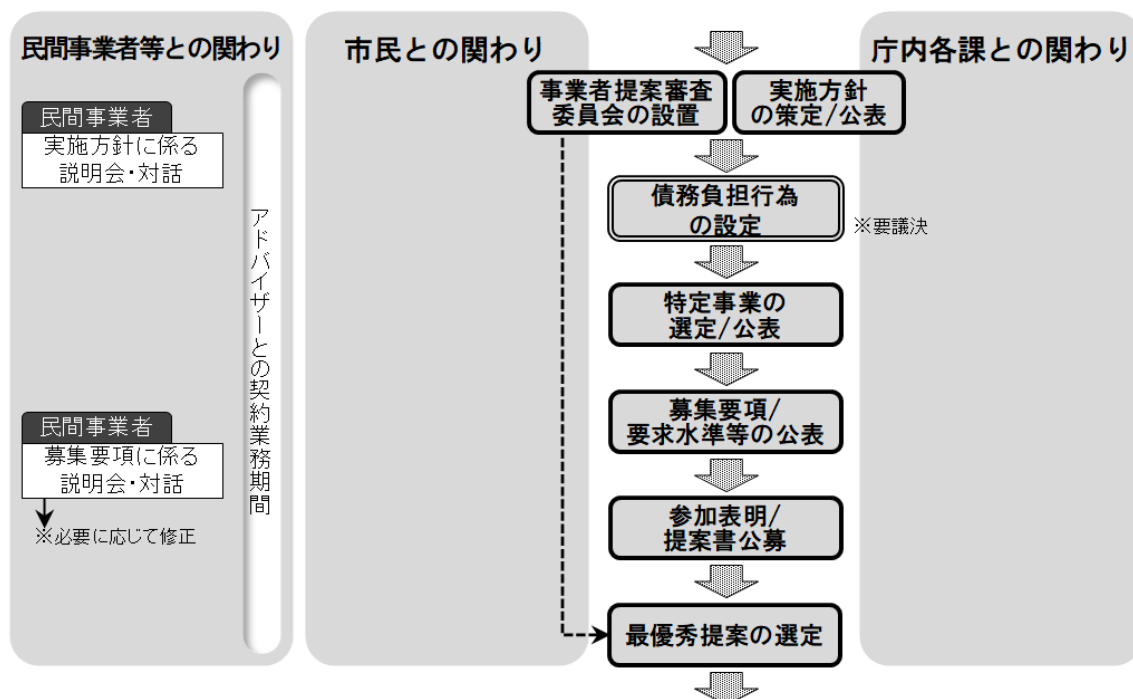 民間事業者等との関わり
市民との関わり
庁内各課との関わり
事業者提案審査
委員会の設置
実施方針
の策定/公表
民間事業者
実施方針に係る
説明会・対話
アドバイザーとの契約業務期間
債務負担行為
の設定
※要議決
特定事業の
選定/公表
民間事業者
募集要項に係る
説明会・対話
※必要に応じて修正
募集要項/
要求水準等の公表
参加表明/
提案書公募
最優秀提案の選定